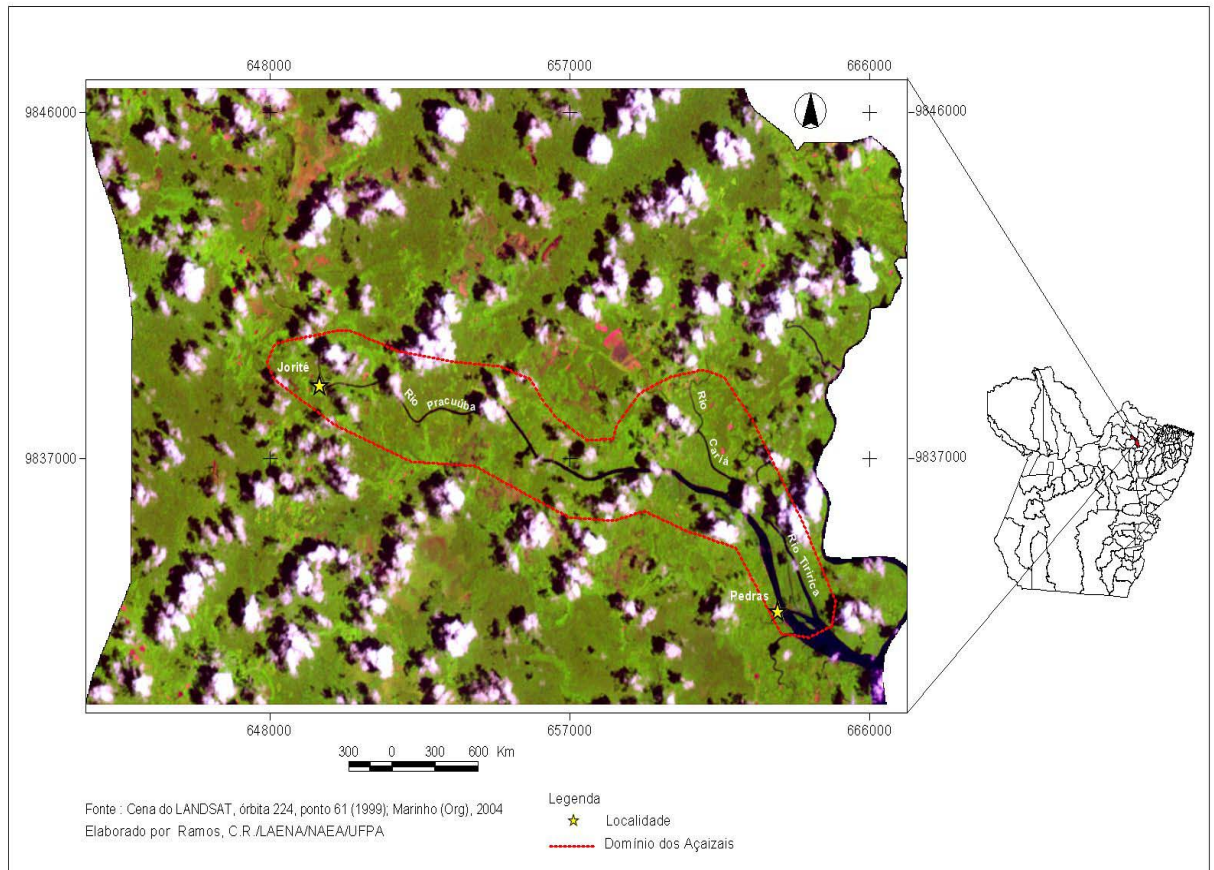 648000 657000 666000
9846000 9846000
Jorité
Rio Pracuúba
Rio Cariá
9837000 9837000
Rio Tiririca
Pedras
648000 657000 666000
300 0 300 600 Km
Fonte : Cena do LANDSAT, órbita 224, ponto 61 (1999); Marinho (Org), 2004
Elaborado por Ramos, C.R./LAENA/NAEA/UFPA
Legenda
Localidade
Domínio dos Açaizais